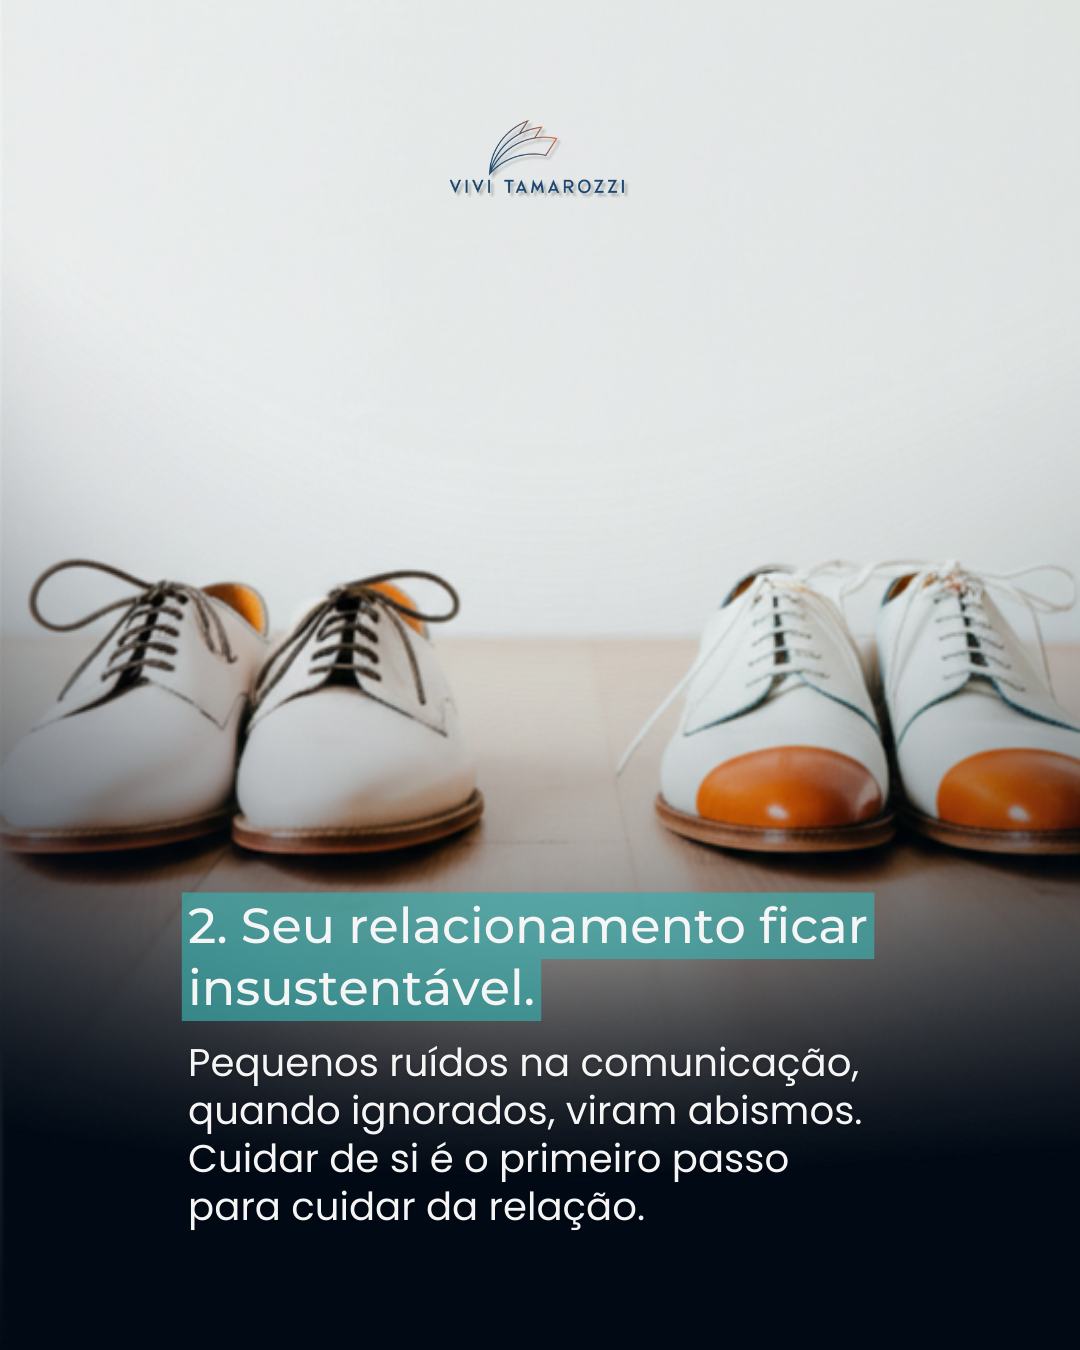 VIVI TAMAROZZI
2. Seu relacionamento ficar
insustentável.
Pequenos ruídos na comunicação,
quando ignorados, viram abismos.
Cuidar de si é o primeiro passo
para cuidar da relação.